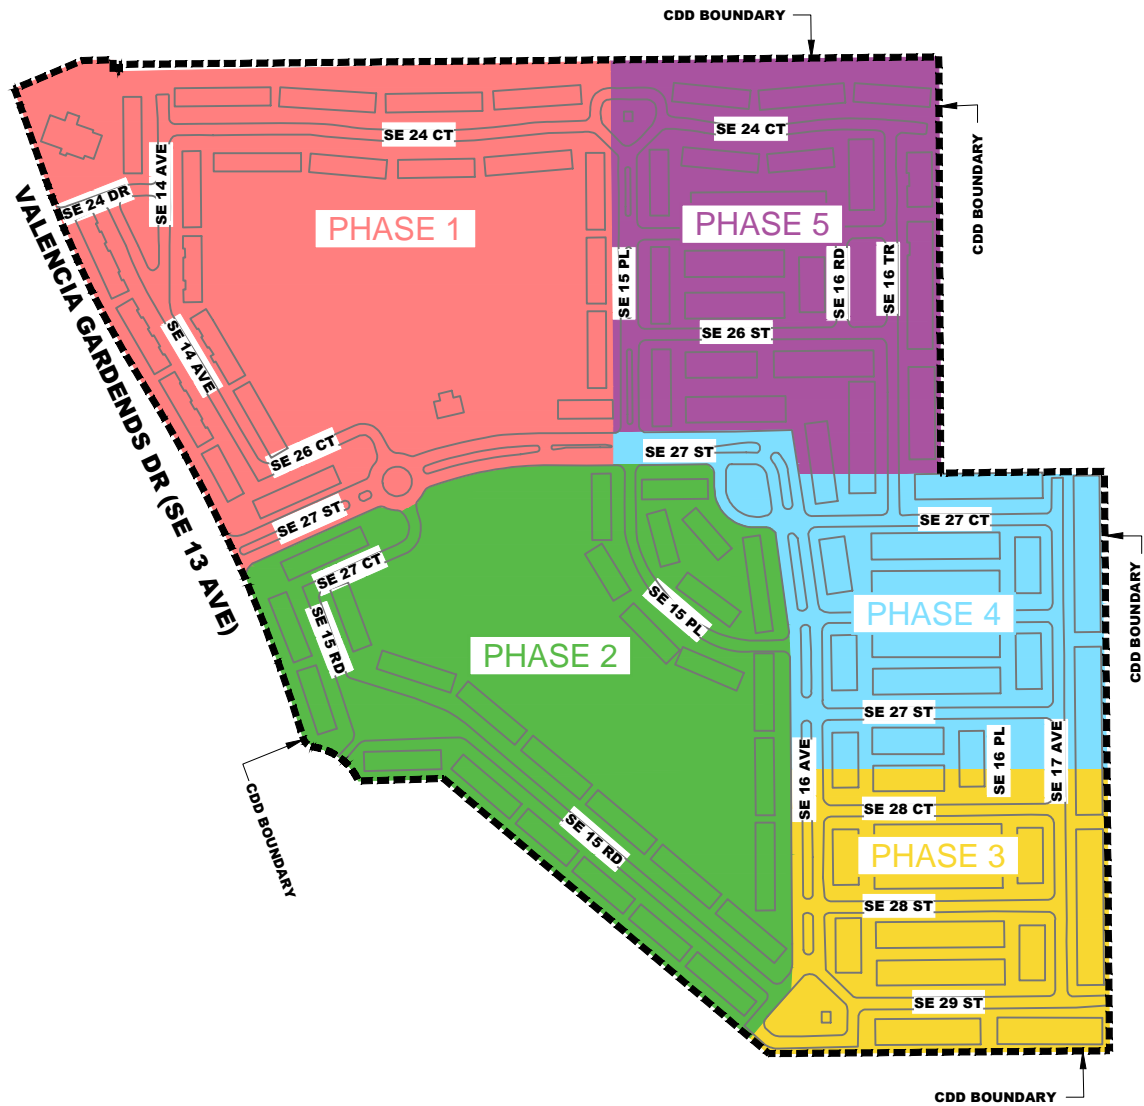 CDD BOUNDARY
SE 24 CT
SE 24 CT
CDD BOUNDARY
SE 14 AVE
SE 24 DR
PHASE 1
PHASE 5
SE 15 PL
SE 16 RD
SE 16 TR
SE 26 ST
VALENCIA GARDENDS DR (SE 13 AVE)
SE 14 AVE
SE 26 CT
SE 27 ST
SE 27 ST
SE 27 CT
SE 27 CT
SE 15 RD
SE 15 PL
PHASE 4
CDD BOUNDARY
PHASE 2
SE 27 ST
SE 16 AVE
SE 16 PL
SE 17 AVE
CDD BOUNDARY
SE 28 CT
SE 15 RD
PHASE 3
SE 28 ST
SE 29 ST
CDD BOUNDARY